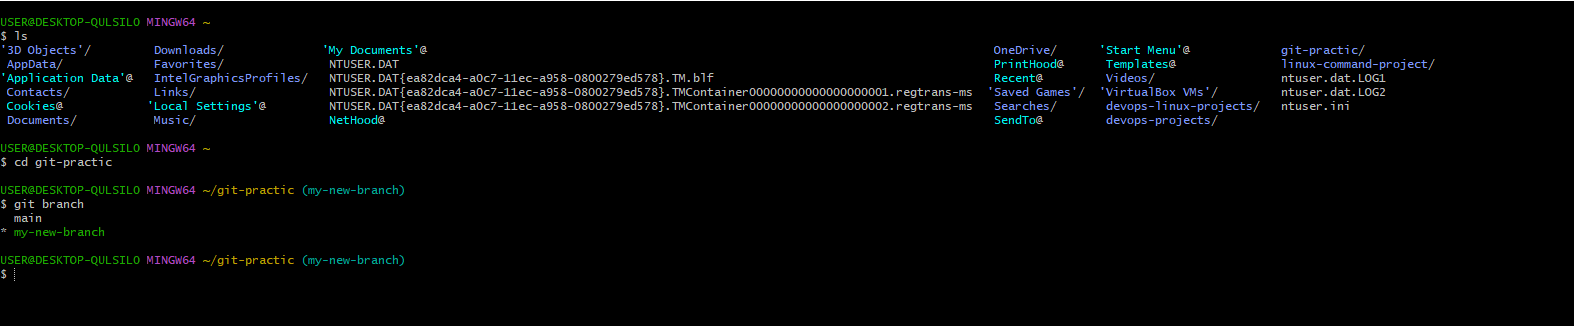 USER@DESKTOP-QULSILO MINGW64 ~
$ ls
'3D Objects'/ Downloads/ 'My Documents'@ OneDrive/ 'Start Menu'@ git-practic/
AppData/ Favorites/ NTUSER.DAT PrintHood@ Templates@ linux-command-project/
'Application Data'@ IntelGraphicsProfiles/ NTUSER.DAT{ea82dca4-a0c7-11ec-a958-0800279ed578}.TM.blf Recent@ Videos/ ntuser.dat.LOG1
Contacts/ Links/ NTUSER.DAT{ea82dca4-a0c7-11ec-a958-0800279ed578}.TMContainer00000000000000000001.regtrans-ms 'Saved Games'/ 'VirtualBox VMs'/ ntuser.dat.LOG2
Cookies@ 'Local Settings'@ NTUSER.DAT{ea82dca4-a0c7-11ec-a958-0800279ed578}.TMContainer00000000000000000002.regtrans-ms Searches/ devops-linux-projects/ ntuser.ini
Documents/ Music/ NetHood@ SendTo@ devops-projects/
USER@DESKTOP-QULSILO MINGW64 ~
$ cd git-practic
USER@DESKTOP-QULSILO MINGW64 ~/git-practic (my-new-branch)
$ git branch
main
* my-new-branch
USER@DESKTOP-QULSILO MINGW64 ~/git-practic (my-new-branch)
$